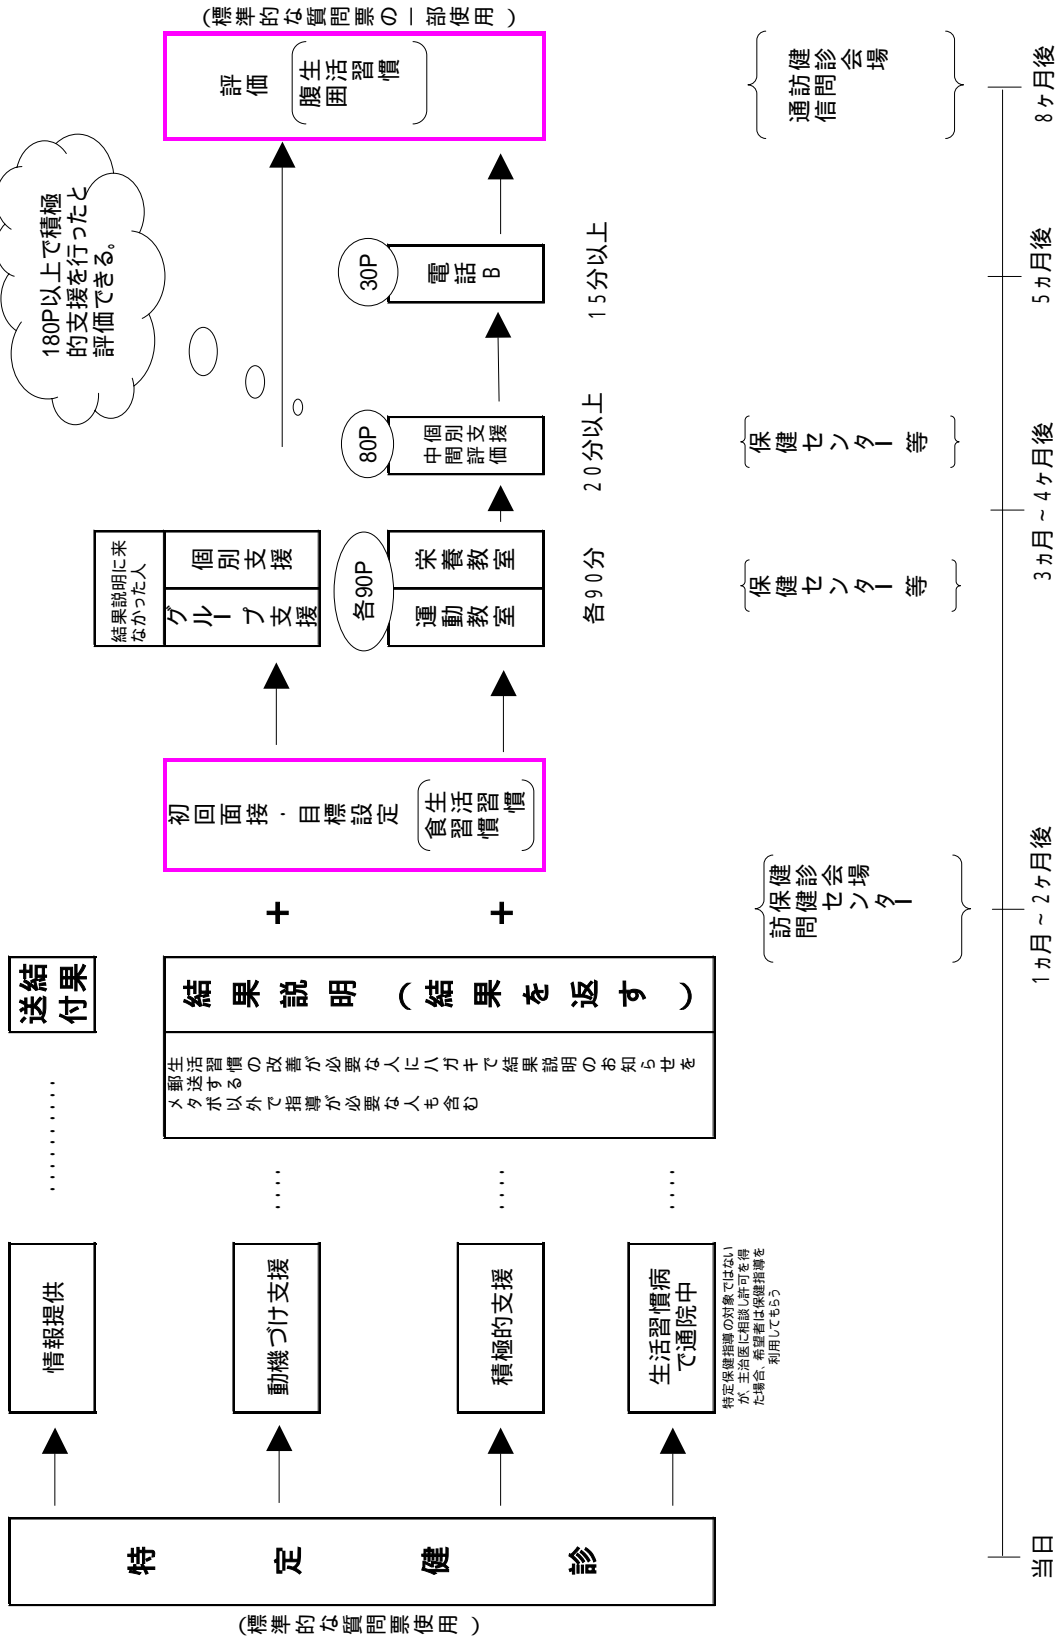 (標準的な質問票使用)
特定健診
情報提供
動機づけ支援
積極的支援
生活習慣病
で通院中
特定保健指導の対象ではない
が、主治医に相談し許可を得
た場合、希望者は保健指導を
利用してもらう
‥‥‥‥‥
‥‥‥
‥‥‥
‥‥‥
結果
送付
結果説明(結果を返す)
生活習慣の改善が必要な人にハガキで結果説明のお知らせを
郵送する
メタボ以外で指導が必要な人も含む
+
+
初回面接・目標設定
生活習慣
食習慣
健診会場
保健センター
訪問
結果説明に来
なかった人
グループ支援
個別支援
各90P
運動教室
栄養教室
各90分
保健センター等
80P
個別支援
中間評価
20分以上
保健センター等
30P
電話B
15分以上
180P以上で積極
的支援を行ったと
評価できる。
(標準的な質問票の一部使用)
評価
生活習慣
腹囲
健診会場
訪問
通信
当日
1ヵ月~2ヶ月後
3ヵ月~4ヶ月後
5ヵ月後
8ヶ月後